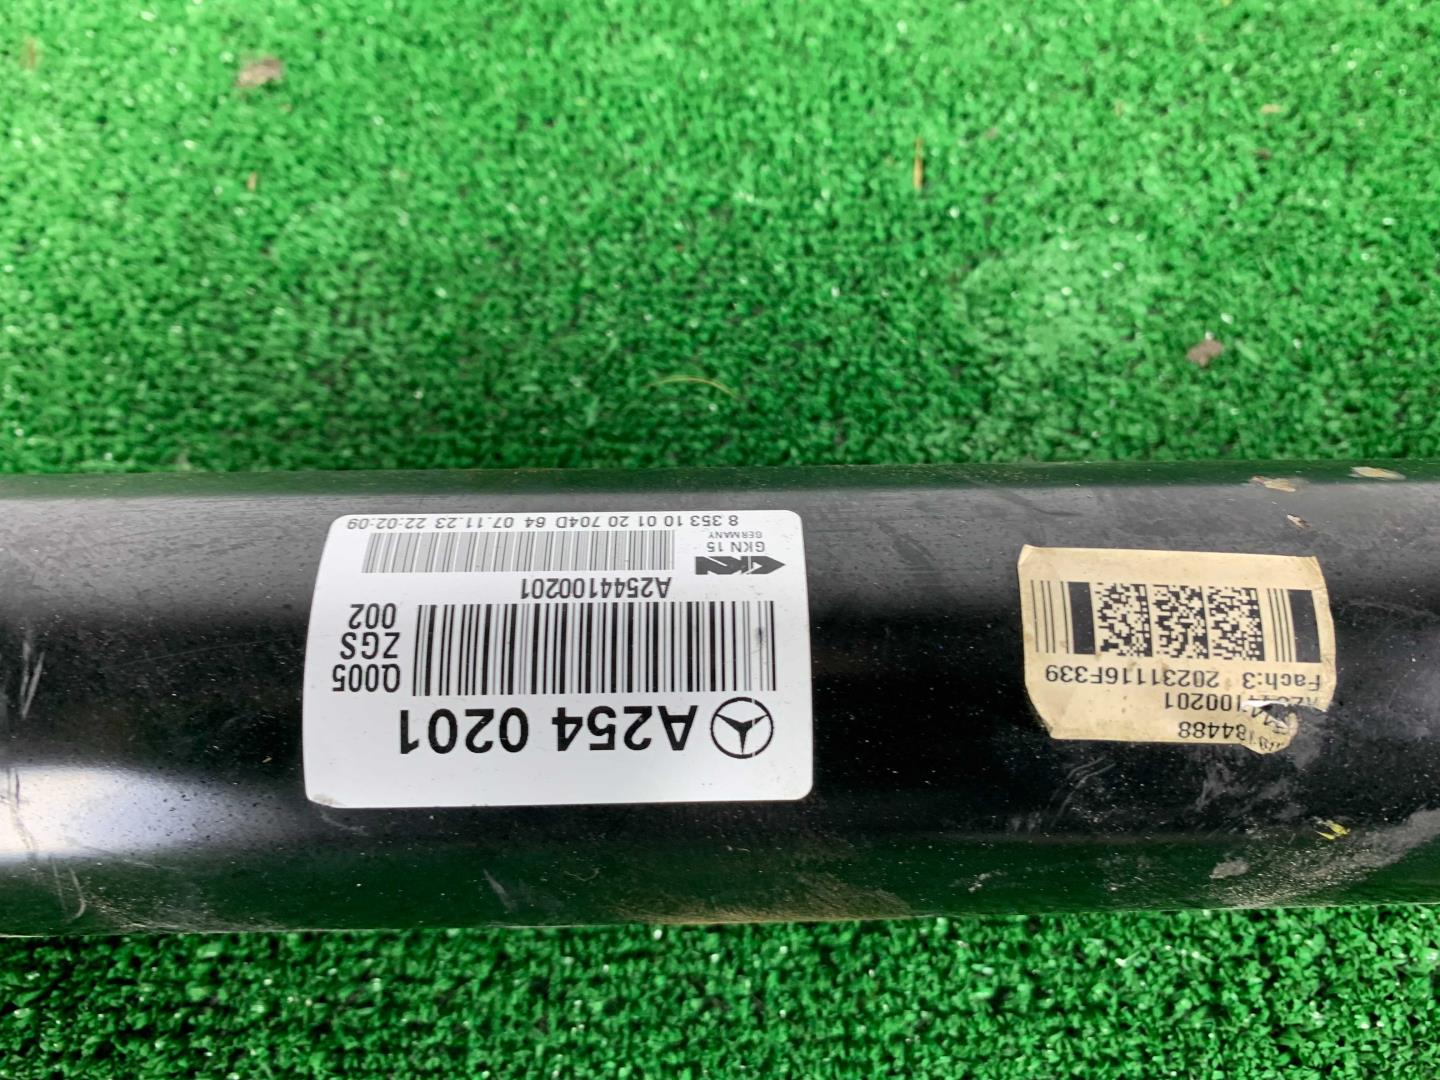 A254 0201
Q005
ZGS
002
A2544100201
GKN 15
GERMANY
8 353 10 01 20 704D 64 07.11.23 22:02:09
184488
100201
Fach:3 20231116F339